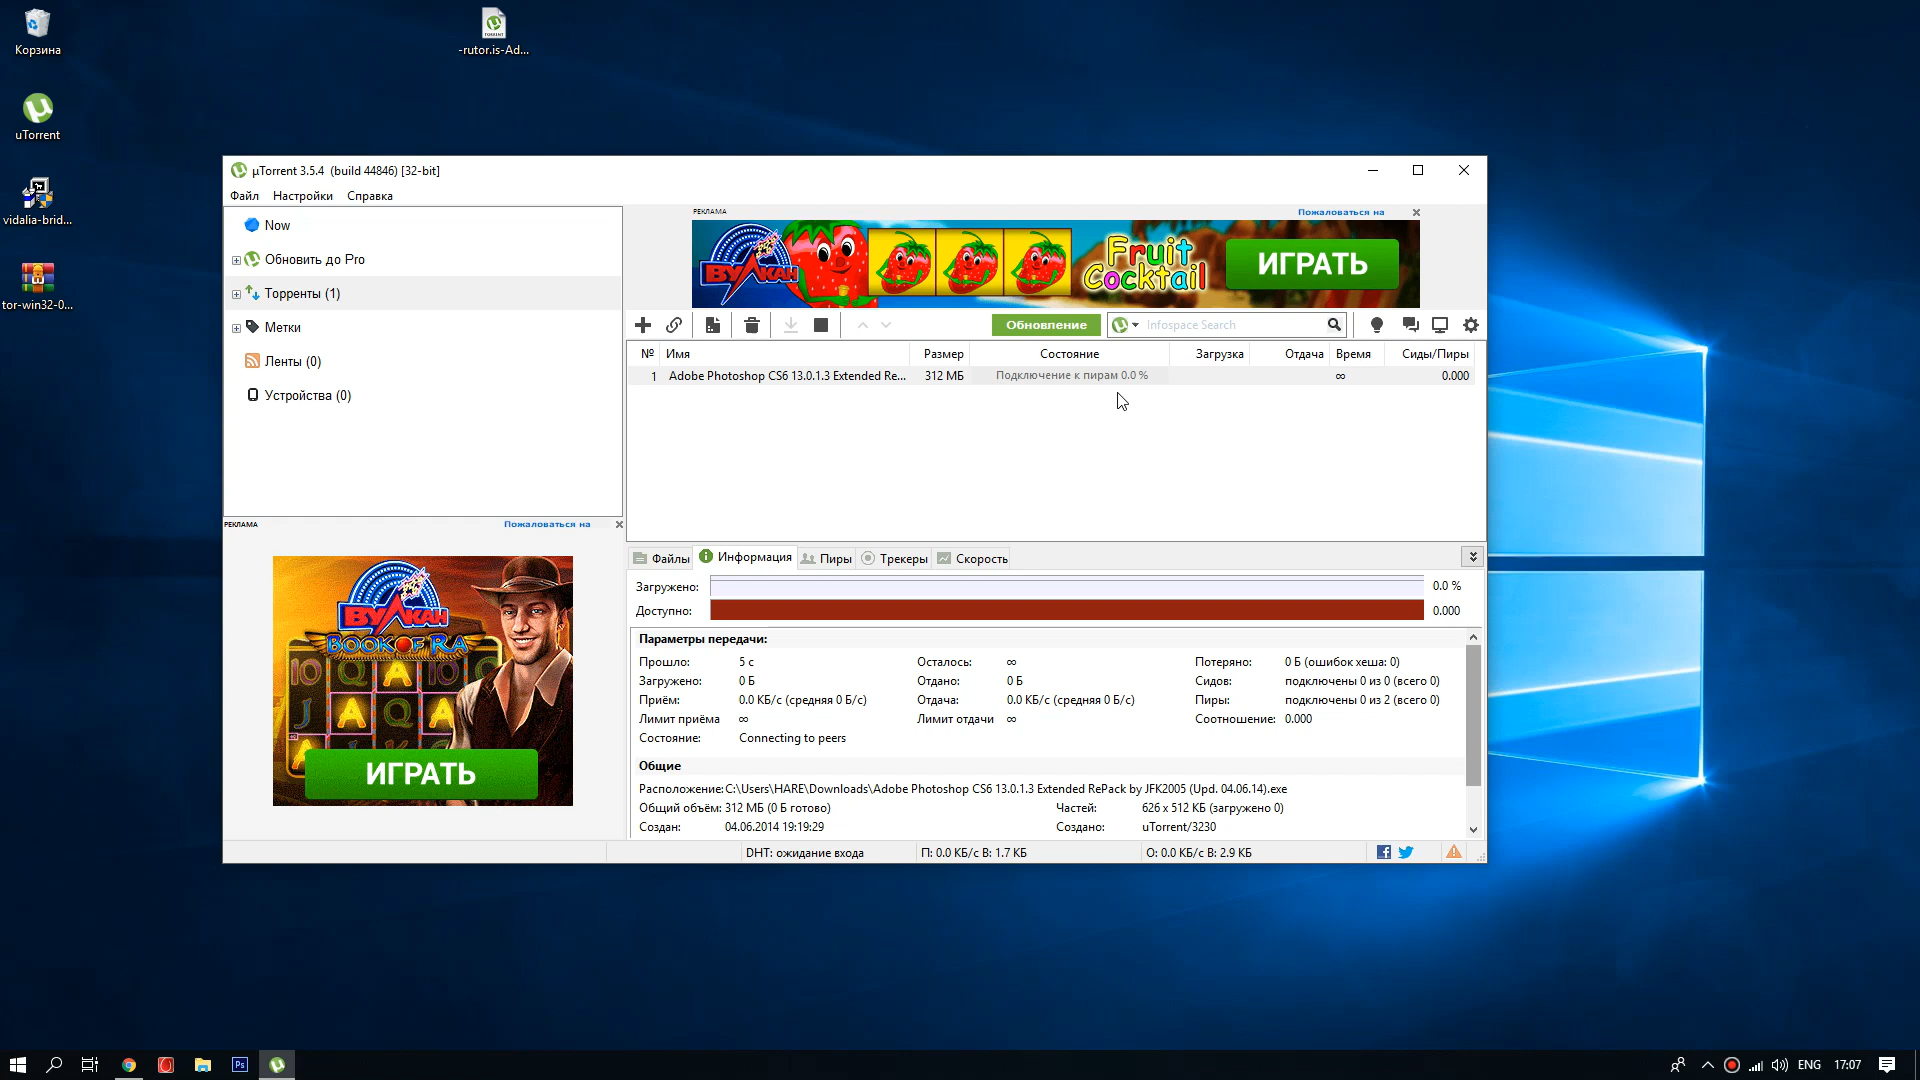 Корзина
-rutor.is-Ad...
uTorrent
vidalia-brid...
tor-win32-0...
µTorrent 3.5.4 (build 44846) [32-bit]
Файл Настройки Справка
Now
Обновить до Pro
Торренты (1)
Метки
Ленты (0)
Устройства (0)
РЕКЛАМА Пожаловаться на
ВУЛКАН Fruit Cocktail ИГРАТЬ
Обновление Infospace Search
№ Имя Размер Состояние Загрузка Отдача Время Сиды/Пиры
1 Adobe Photoshop CS6 13.0.1.3 Extended Re... 312 МБ Подключение к пирам 0.0 % ∞ 0.000
РЕКЛАМА Пожаловаться на
ВУЛКАН
BOOK OF RA
ИГРАТЬ
Файлы Информация Пиры Трекеры Скорость
Загружено: 0.0 %
Доступно: 0.000
Параметры передачи:
Прошло: 5 с Осталось: ∞ Потеряно: 0 Б (ошибок хеша: 0)
Загружено: 0 Б Отдано: 0 Б Сидов: подключены 0 из 0 (всего 0)
Приём: 0.0 КБ/с (средняя 0 Б/с) Отдача: 0.0 КБ/с (средняя 0 Б/с) Пиры: подключены 0 из 2 (всего 0)
Лимит приёма ∞ Лимит отдачи ∞ Соотношение: 0.000
Состояние: Connecting to peers
Общие
Расположение: C:\Users\HARE\Downloads\Adobe Photoshop CS6 13.0.1.3 Extended RePack by JFK2005 (Upd. 04.06.14).exe
Общий объём: 312 МБ (0 Б готово) Частей: 626 x 512 КБ (загружено 0)
Создан: 04.06.2014 19:19:29 Создано: uTorrent/3230
DHT: ожидание входа П: 0.0 КБ/с В: 1.7 КБ О: 0.0 КБ/с В: 2.9 КБ
Ps ENG 17:07